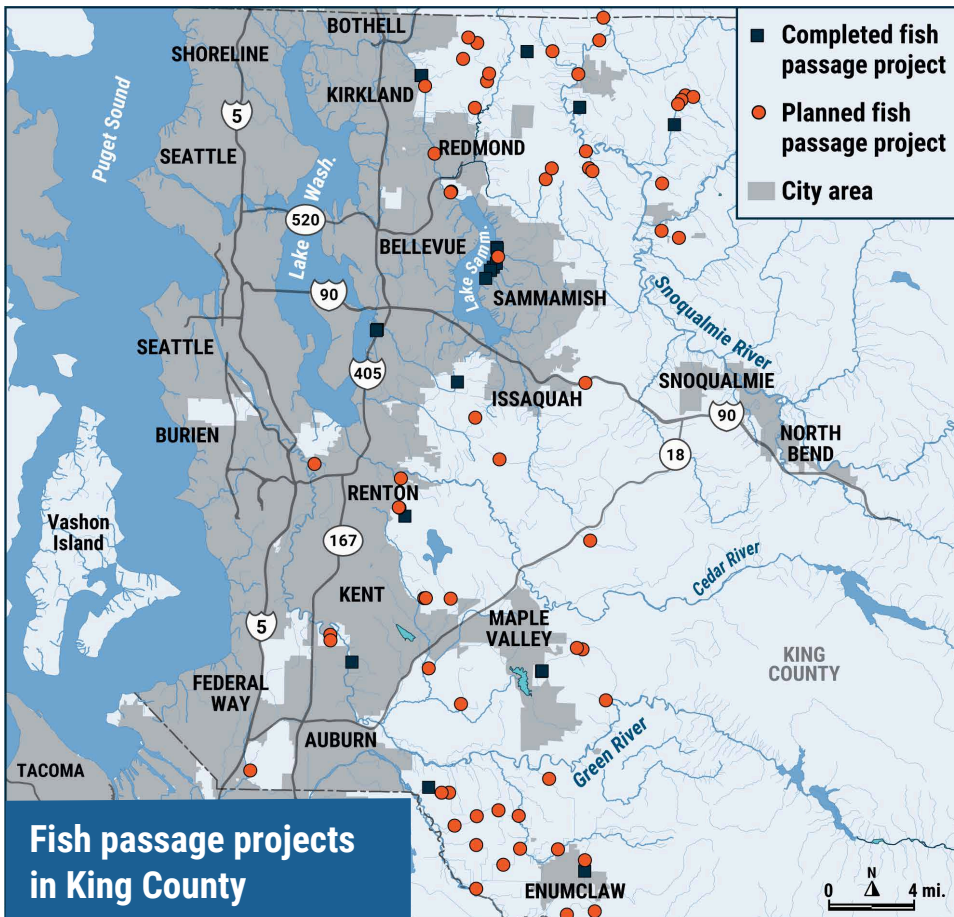 BOTHELL
SHORELINE
Completed fish
passage project
Planned fish
passage project
City area
KIRKLAND
5
Puget Sound
SEATTLE
REDMOND
Lake Wash.
520
BELLEVUE
Lake Samm.
90
SAMMAMISH
Snoqualmie River
SEATTLE
405
ISSAQUAH
SNOQUALMIE
90
BURIEN
18
NORTH
BEND
RENTON
Vashon
Island
167
Cedar River
KENT
5
MAPLE
VALLEY
KING
COUNTY
FEDERAL
WAY
AUBURN
Green River
TACOMA
Fish passage projects
in King County
ENUMCLAW
N
0 4 mi.